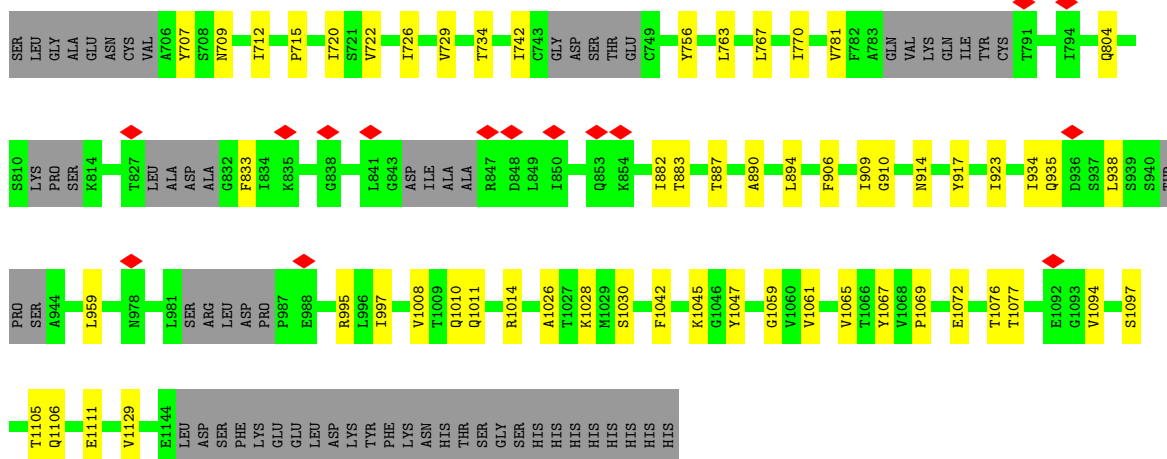 SER LEU GLY ALA GLU ASN CYS VAL A706 Y707 S708 N709 I712 P715 I720 S721 V722 I726 V729 T734 I742 C743 GLY ASP SER THR GLU C749 Y756 L763 L767 I770 V781 F782 A783 GLN VAL LYS GLN ILE TYR CYS T791 I794 Q804
S810 LYS PRO SER K814 T827 LEU ALA ASP ALA G832 F833 I834 K835 G838 L841 G843 ASP ILE ALA ALA R847 D848 L849 I850 Q853 K854 I882 T883 T887 A890 L894 F906 I909 G910 N914 Y917 I923 I934 Q935 D936 S937 L938 S939 S940
PRO SER A944 L959 N978 L981 SER ARG LEU ASP PRO P987 E988 R995 L996 I997 V1008 T1009 Q1010 Q1011 R1014 A1026 T1027 K1028 M1029 S1030 F1042 K1045 G1046 Y1047 G1059 V1060 V1061 V1065 T1066 Y1067 V1068 P1069 E1072 T1076 T1077 E1092 G1093 V1094 S1097
T1105 Q1106 E1111 V1129 E1144 LEU ASP SER PHE LYS GLU GLU LEU ASP LYS TYR PHE LYS ASN HIS THR SER GLY SER HIS HIS HIS HIS HIS HIS HIS HIS